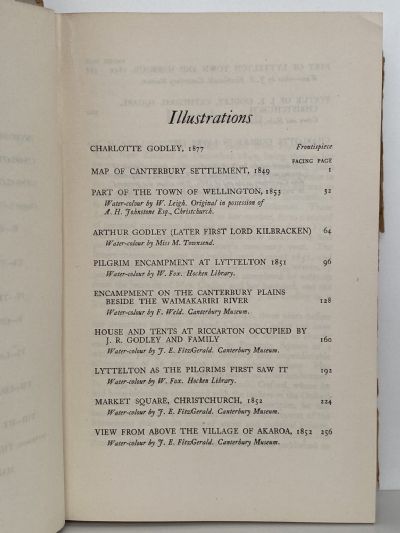 Illustrations
CHARLOTTE GODLEY, 1877 Frontispiece
FACING PAGE
MAP OF CANTERBURY SETTLEMENT, 1849 1
PART OF THE TOWN OF WELLINGTON, 1853 32
Water-colour by W. Leigh. Original in possession of
A. H. Johnstone Esq., Christchurch.
ARTHUR GODLEY (LATER FIRST LORD KILBRACKEN) 64
Water-colour by Miss M. Townsend.
PILGRIM ENCAMPMENT AT LYTTELTON 1851 96
Water-colour by W. Fox. Hocken Library.
ENCAMPMENT ON THE CANTERBURY PLAINS
BESIDE THE WAIMAKARIRI RIVER 128
Water-colour by F. Weld. Canterbury Museum.
HOUSE AND TENTS AT RICCARTON OCCUPIED BY
J. R. GODLEY AND FAMILY 160
Water-colour by J. E. FitzGerald. Canterbury Museum.
LYTTELTON AS THE PILGRIMS FIRST SAW IT 192
Water-colour by W. Fox. Hocken Library.
MARKET SQUARE, CHRISTCHURCH, 1852 224
Water-colour by J. E. FitzGerald. Canterbury Museum.
VIEW FROM ABOVE THE VILLAGE OF AKAROA, 1852 256
Water-colour by J. E. FitzGerald. Canterbury Museum.